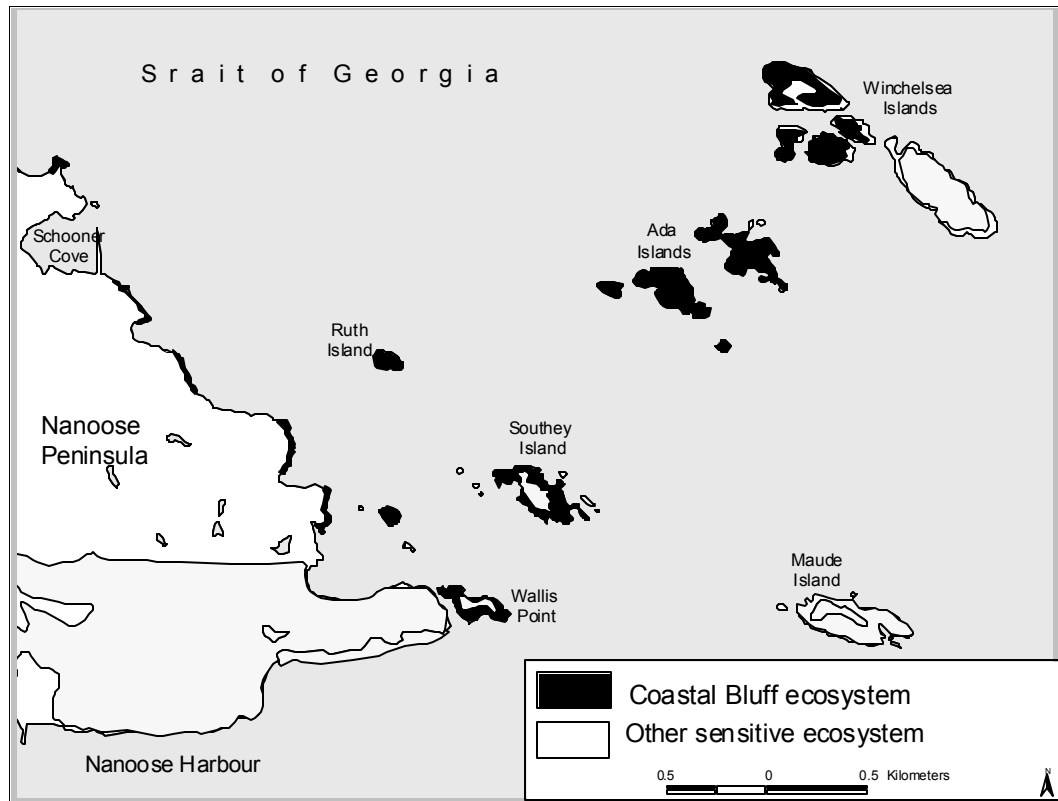 Srait of Georgia
Winchelsea
Islands
Schooner
Cove
Ada
Islands
Ruth
Island
Nanoose
Peninsula
Southey
Island
Maude
Island
Wallis
Point
Coastal Bluff ecosystem
Other sensitive ecosystem
Nanoose Harbour
0.5 0 0.5 Kilometers
N